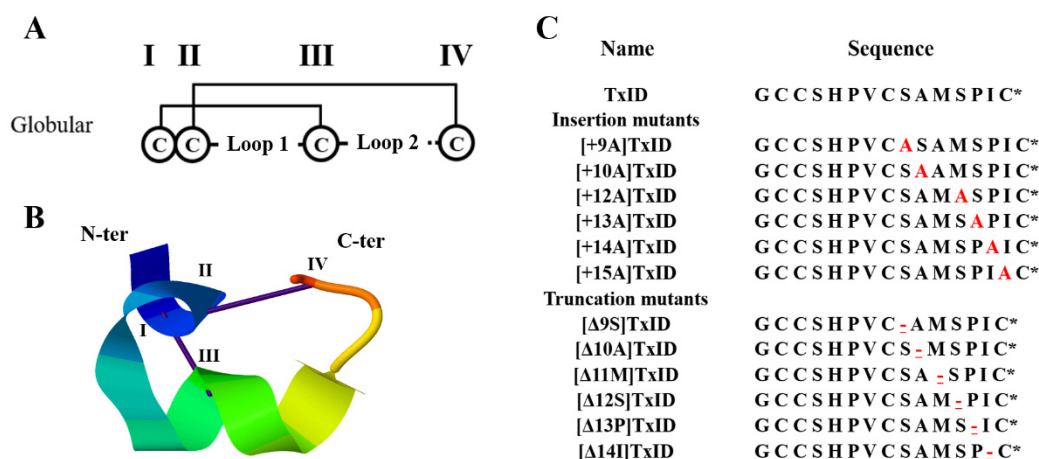 A
I II III IV
Globular
C C Loop 1 C Loop 2 C
B
N-ter
C-ter
II
IV
I
III
C
Name Sequence
TxID G C C S H P V C S A M S P I C*
Insertion mutants
[+9A]TxID G C C S H P V C A S A M S P I C*
[+10A]TxID G C C S H P V C S A A M S P I C*
[+12A]TxID G C C S H P V C S A M A S P I C*
[+13A]TxID G C C S H P V C S A M S A P I C*
[+14A]TxID G C C S H P V C S A M S P A I C*
[+15A]TxID G C C S H P V C S A M S P I A C*
Truncation mutants
[Δ9S]TxID G C C S H P V C - A M S P I C*
[Δ10A]TxID G C C S H P V C S - M S P I C*
[Δ11M]TxID G C C S H P V C S A - S P I C*
[Δ12S]TxID G C C S H P V C S A M - P I C*
[Δ13P]TxID G C C S H P V C S A M S - I C*
[Δ14I]TxID G C C S H P V C S A M S P - C*